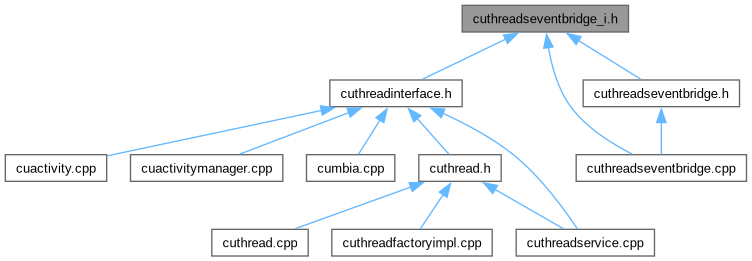 cuthreadseventbridge_i.h
cuthreadinterface.h
cuthreadseventbridge.h
cuactivity.cpp
cuactivitymanager.cpp
cumbia.cpp
cuthread.h
cuthreadseventbridge.cpp
cuthread.cpp
cuthreadfactoryimpl.cpp
cuthreadservice.cpp